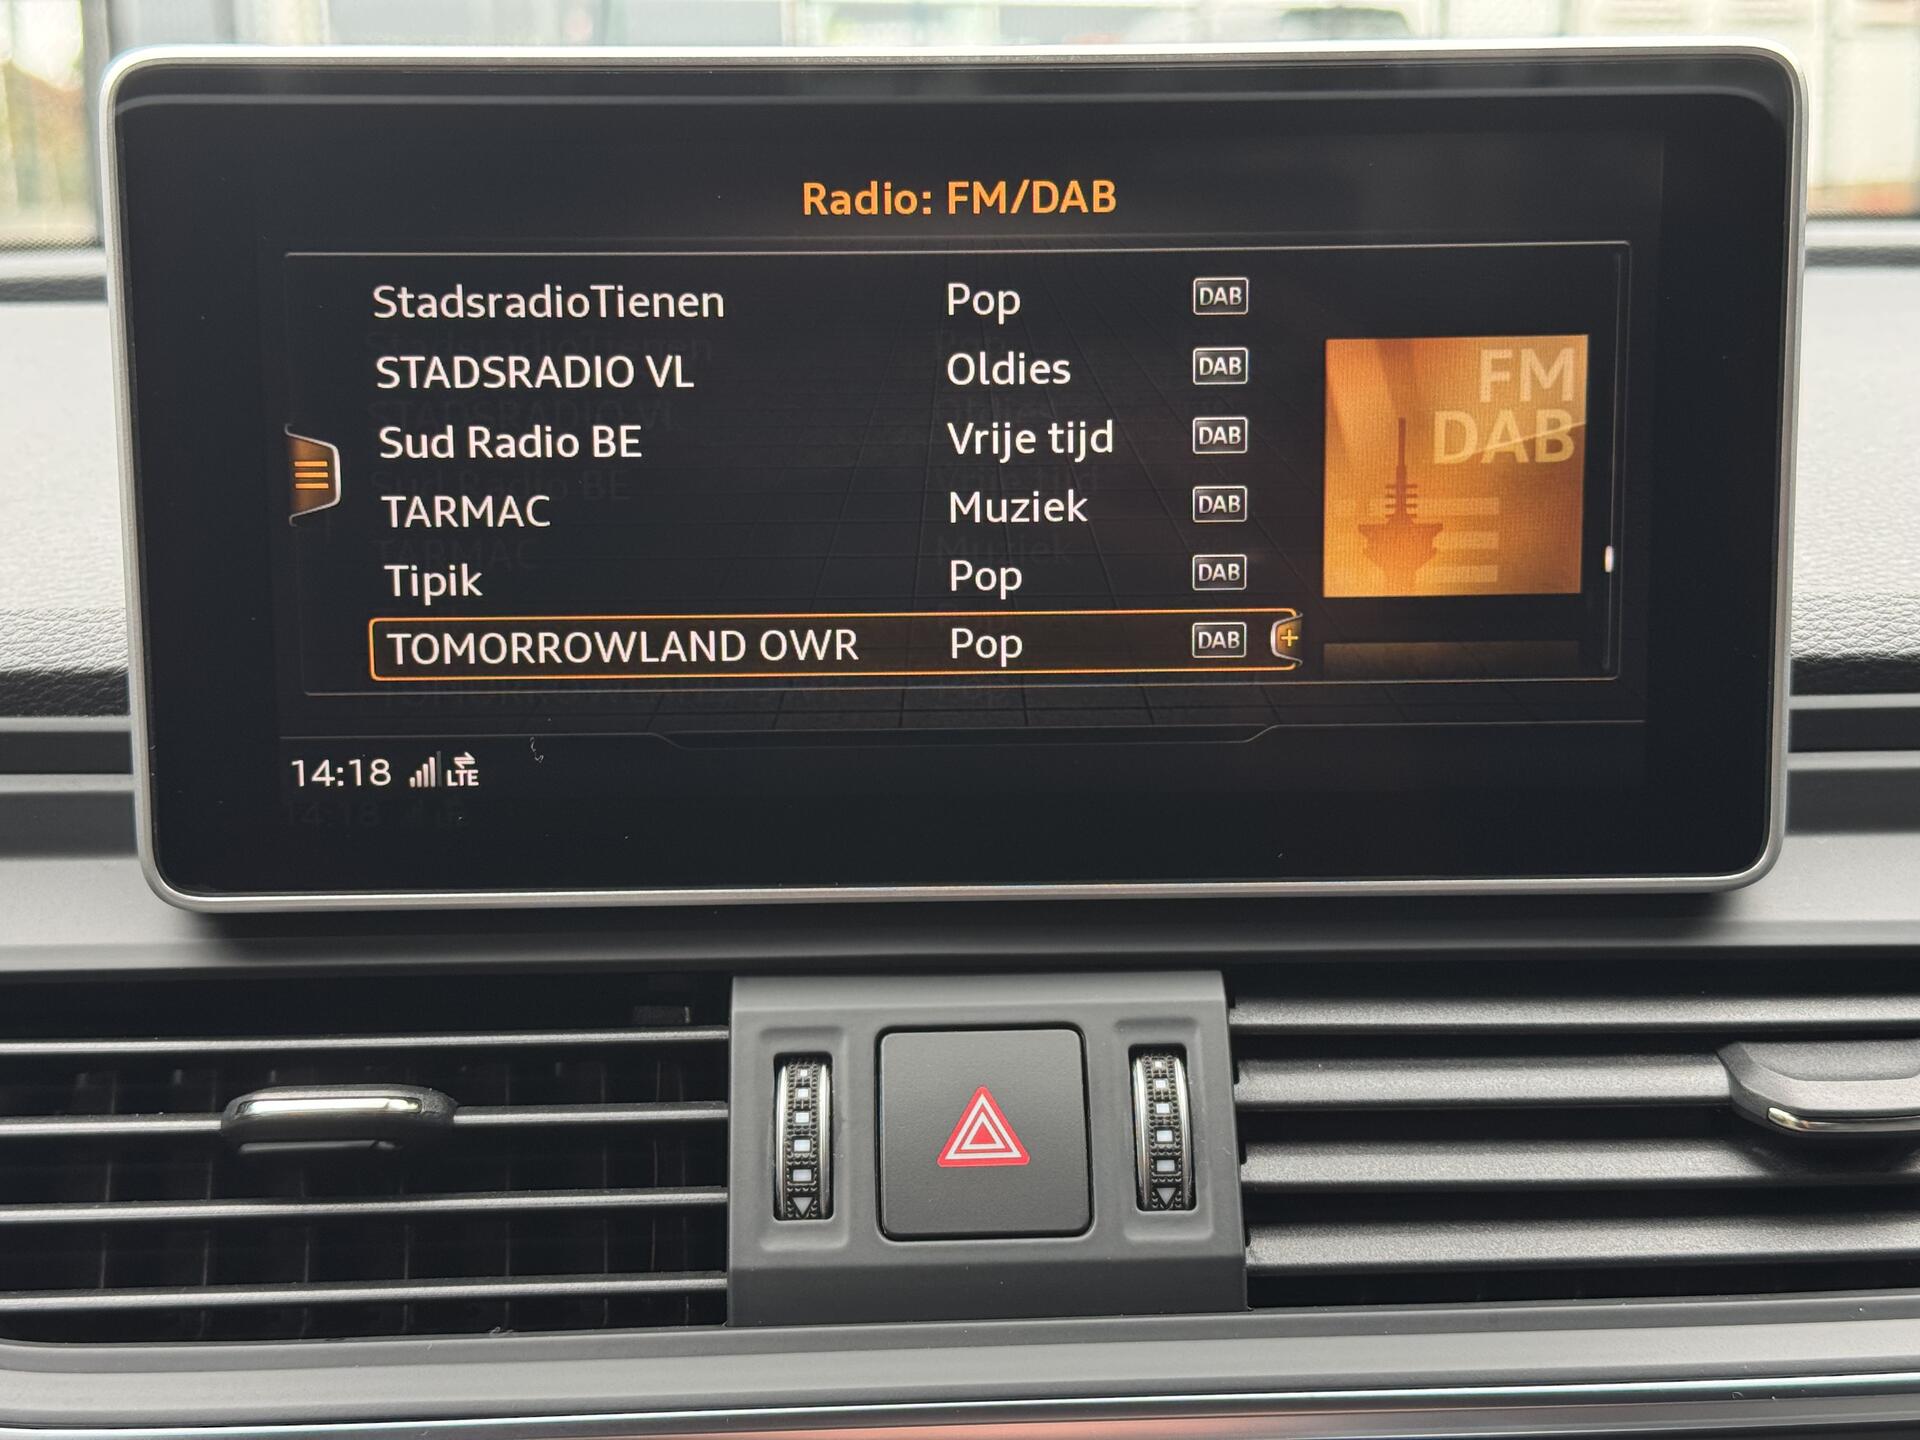 Radio: FM/DAB
StadsradioTienen Pop DAB
STADSRADIO VL Oldies DAB
Sud Radio BE Vrije tijd DAB
TARMAC Muziek DAB
Tipik Pop DAB
TOMORROWLAND OWR Pop DAB +
FM
DAB
14:18 LTE